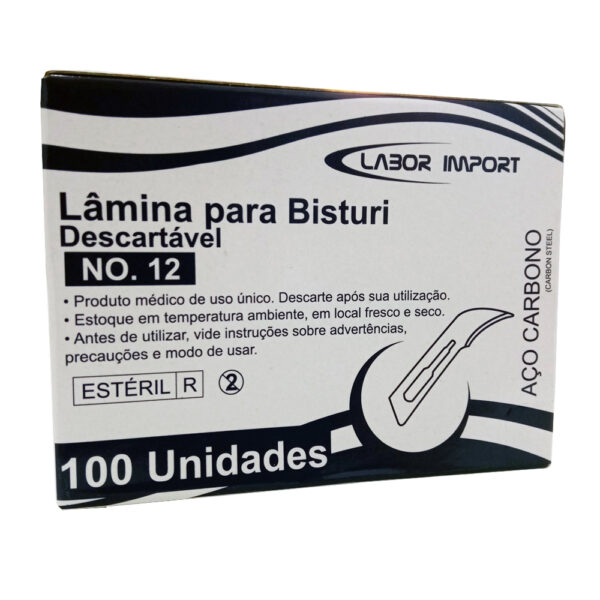 LABOR IMPORT
Lâmina para Bisturi
Descartável
NO. 12
• Produto médico de uso único. Descarte após sua utilização.
• Estoque em temperatura ambiente, em local fresco e seco.
• Antes de utilizar, vide instruções sobre advertências,
precauções e modo de usar.
ESTÉRIL R 2
100 Unidades
AÇO CARBONO
(CARBON STEEL)